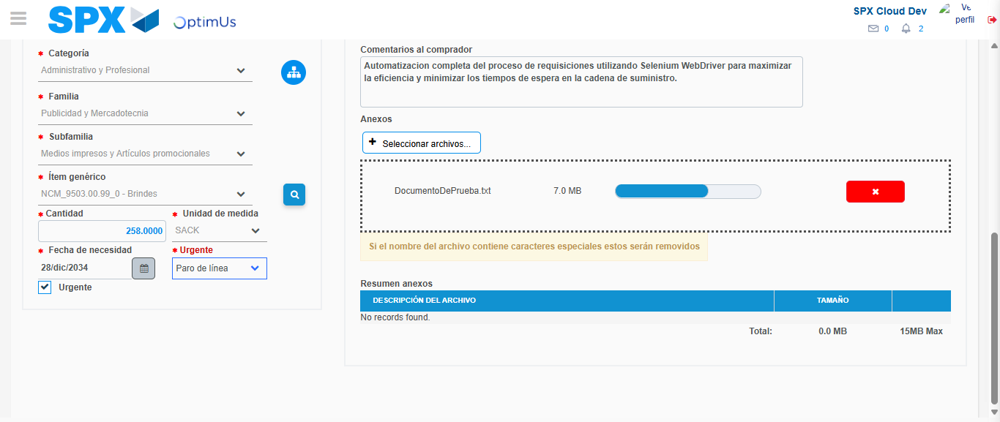 SPX
OptimUs
SPX Cloud Dev
Ve
perfil
0
2
* Categoría
Administrativo y Profesional
* Familia
Publicidad y Mercadotecnia
* Subfamilia
Medios impresos y Artículos promocionales
* Ítem genérico
NCM_9503.00.99_0 - Brindes
* Cantidad
* Unidad de medida
258.0000
SACK
* Fecha de necesidad
* Urgente
28/dic/2034
Paro de línea
Urgente
Comentarios al comprador
Automatizacion completa del proceso de requisiciones utilizando Selenium WebDriver para maximizar
la eficiencia y minimizar los tiempos de espera en la cadena de suministro.
Anexos
Seleccionar archivos...
DocumentoDePrueba.txt
7.0 MB
Si el nombre del archivo contiene caracteres especiales estos serán removidos
Resumen anexos
DESCRIPCIÓN DEL ARCHIVO
TAMAÑO
No records found.
Total:
0.0 MB
15MB Max